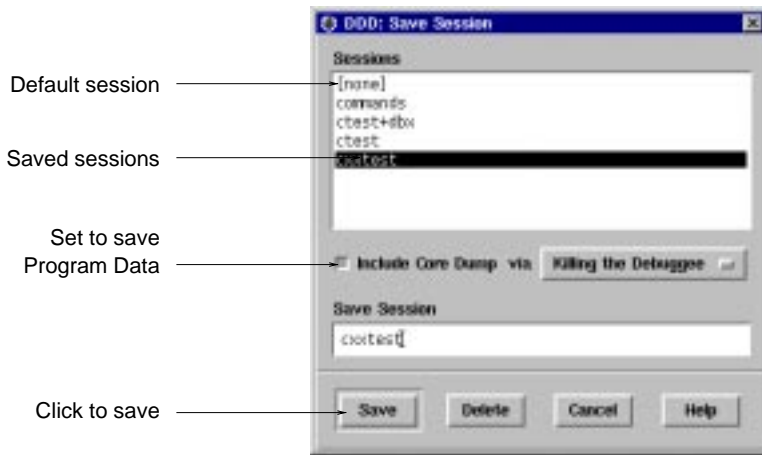 DDD: Save Session
Sessions
Default session
[none]
commands
ctest+dbx
ctest
Saved sessions
cxxtest
Set to save
Program Data
Include Core Dump via
Killing the Debuggee
Save Session
cxxtest
Click to save
Save
Delete
Cancel
Help